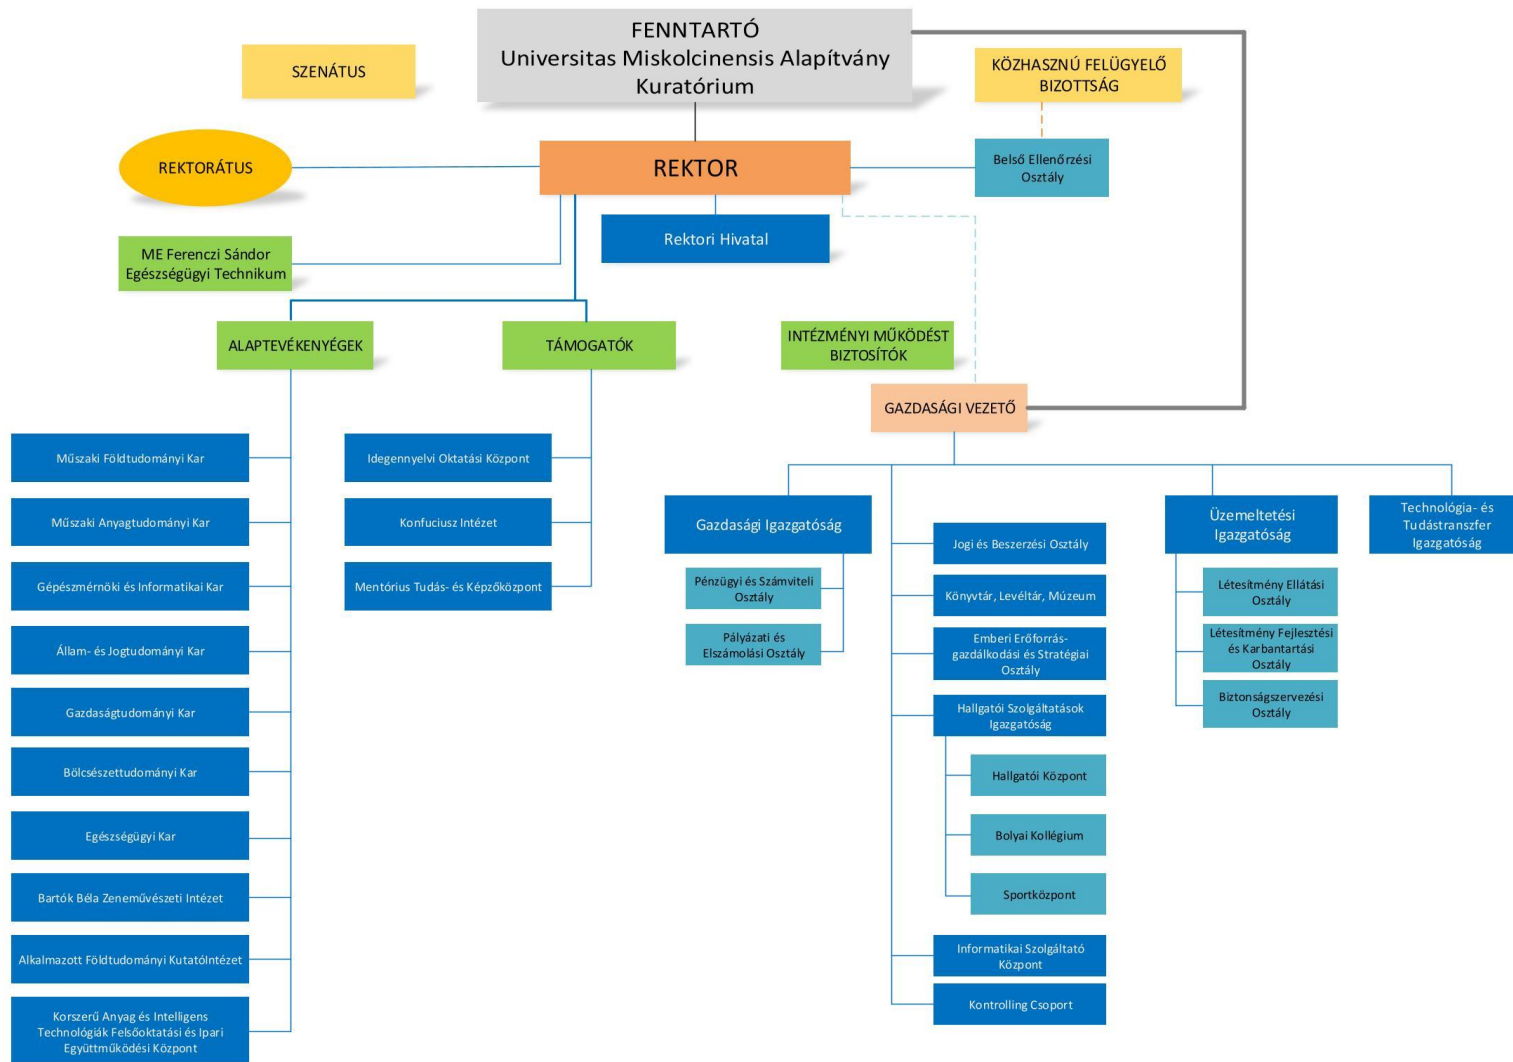 FENNTARTÓ
Universitas Miskolcinensis Alapítvány
Kuratórium
SZENÁTUS
KÖZHASZNÚ FELÜGYELŐ
BIZOTTSÁG
REKTORÁTUS
REKTOR
Belső Ellenőrzési
Osztály
Rektori Hivatal
ME Ferenczi Sándor
Egészségügyi Technikum
ALAPTEVÉKENYÉGEK
TÁMOGATÓK
INTÉZMÉNYI MŰKÖDÉST
BIZTOSÍTÓK
GAZDASÁGI VEZETŐ
Műszaki Földtudományi Kar
Műszaki Anyagtudományi Kar
Gépészmérnöki és Informatikai Kar
Állam- és Jogtudományi Kar
Gazdaságtudományi Kar
Bölcsészettudományi Kar
Egészségügyi Kar
Bartók Béla Zeneművészeti Intézet
Alkalmazott Földtudományi KutatóIntézet
Korszerű Anyag és Intelligens
Technológiák Felsőoktatási és Ipari
Együttműködési Központ
Idegennyelvi Oktatási Központ
Konfuciusz Intézet
Mentórius Tudás- és Képzőközpont
Gazdasági Igazgatóság
Pénzügyi és Számviteli
Osztály
Pályázati és
Elszámolási Osztály
Jogi és Beszerzési Osztály
Könyvtár, Levéltár, Múzeum
Emberi Erőforrás-
gazdálkodási és Stratégiai
Osztály
Hallgatói Szolgáltatások
Igazgatóság
Hallgatói Központ
Bolyai Kollégium
Sportközpont
Informatikai Szolgáltató
Központ
Kontrolling Csoport
Üzemeltetési
Igazgatóság
Létesítmény Ellátási
Osztály
Létesítmény Fejlesztési
és Karbantartási
Osztály
Biztonságszervezési
Osztály
Technológia- és
Tudástranszfer
Igazgatóság